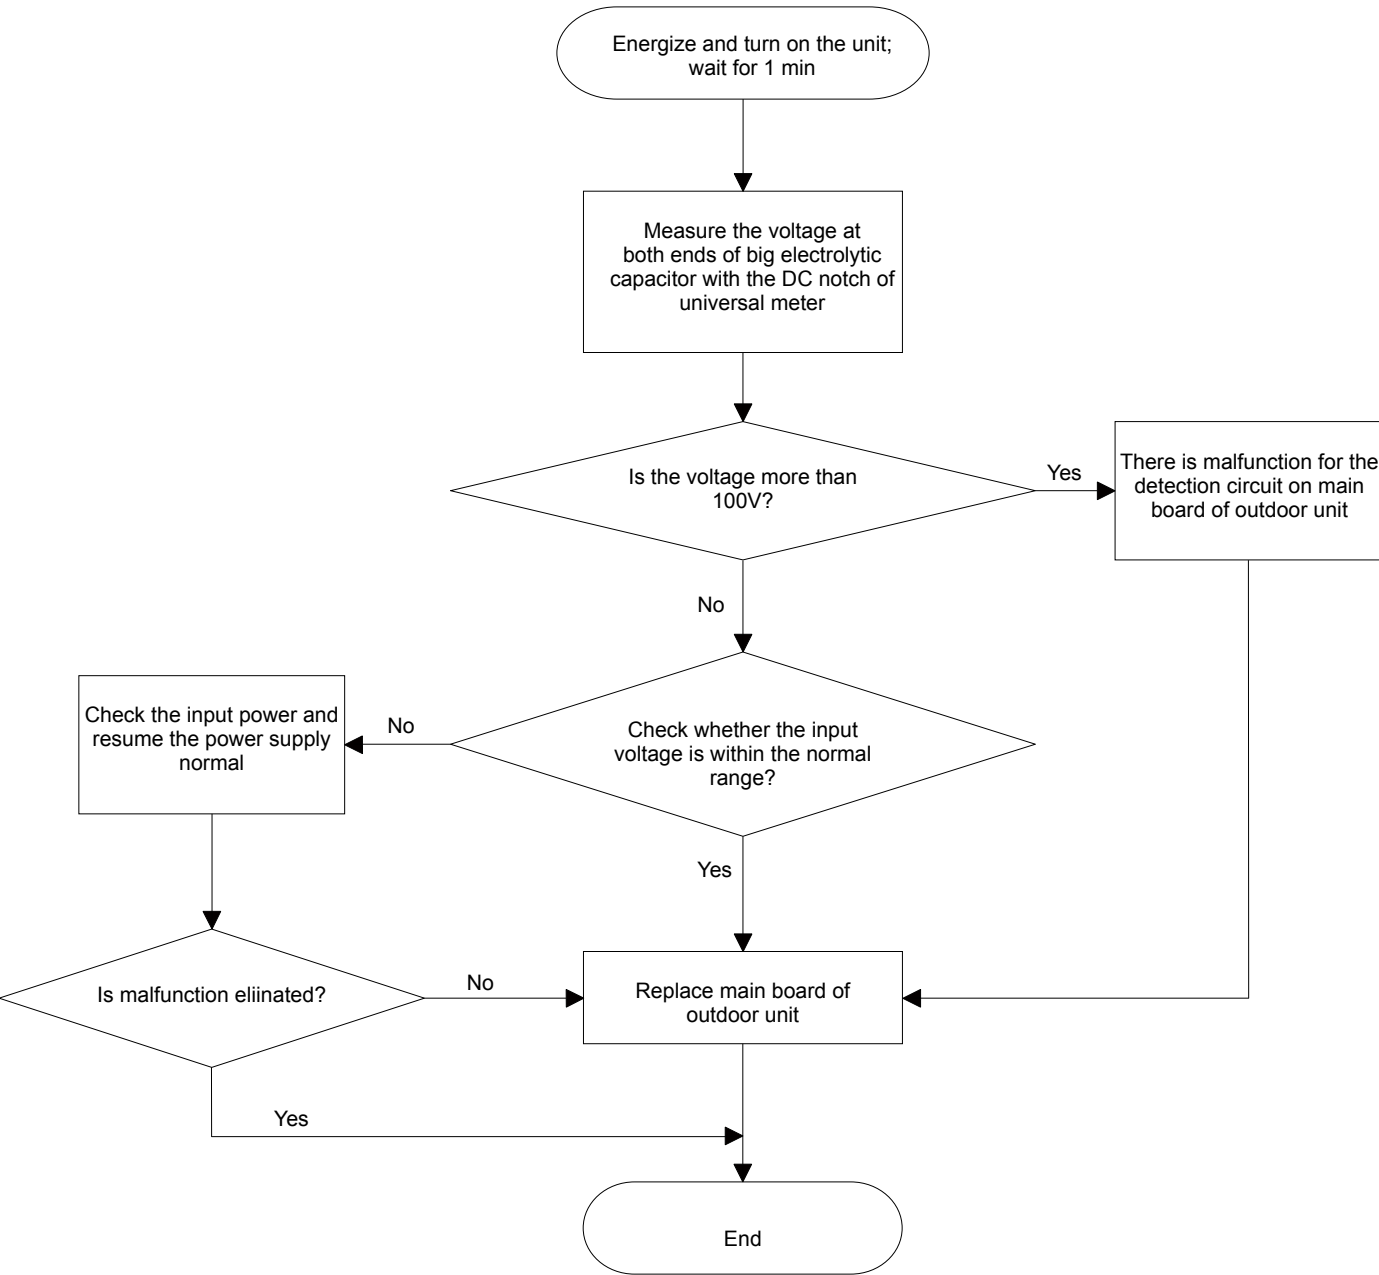 Energize and turn on the unit;
wait for 1 min
Measure the voltage at
both ends of big electrolytic
capacitor with the DC notch of
universal meter
Is the voltage more than
100V?
Yes
There is malfunction for the
detection circuit on main
board of outdoor unit
No
Check the input power and
resume the power supply
normal
No
Check whether the input
voltage is within the normal
range?
Yes
Is malfunction eliinated?
No
Replace main board of
outdoor unit
Yes
End